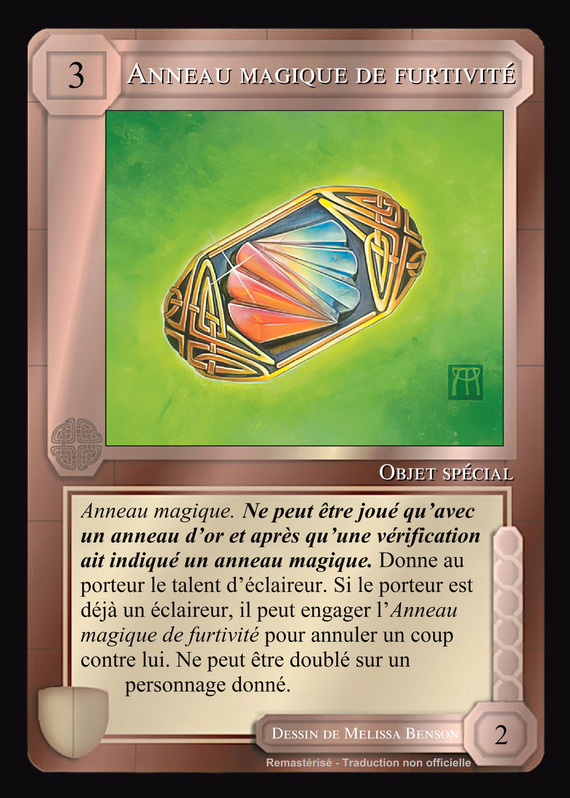 3
Anneau magique de furtivité
Objet spécial
Anneau magique. Ne peut être joué qu'avec
un anneau d'or et après qu'une vérification
ait indiqué un anneau magique. Donne au
porteur le talent d'éclaireur. Si le porteur est
déjà un éclaireur, il peut engager l'Anneau
magique de furtivité pour annuler un coup
contre lui. Ne peut être doublé sur un
personnage donné.
Dessin de Melissa Benson
2
Remastérisé - Traduction non officielle